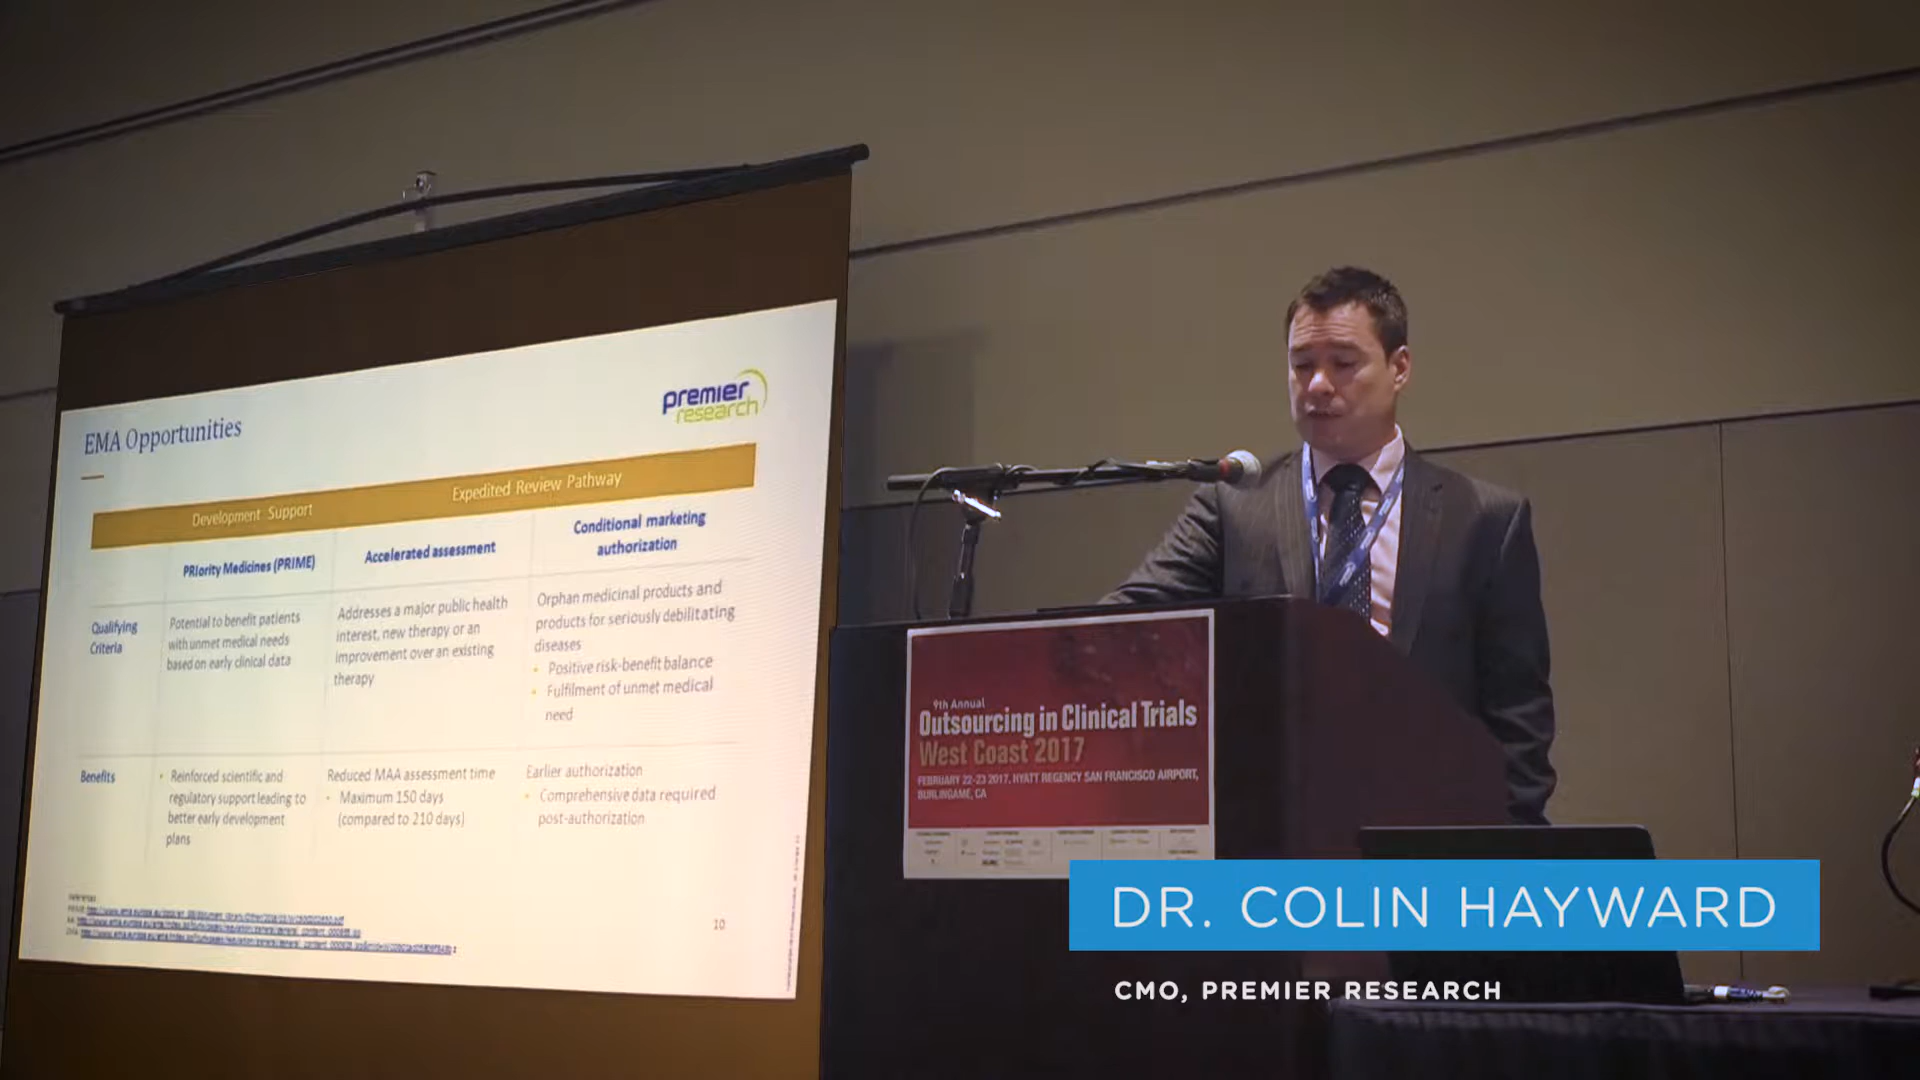 premier
research
EMA Opportunities
Development Support
Expedited Review Pathway
PRIority Medicines (PRIME)
Accelerated assessment
Conditional marketing
authorization
Qualifying
Criteria
Potential to benefit patients
with unmet medical needs
based on early clinical data
Addresses a major public health
interest, new therapy or an
improvement over an existing
therapy
Orphan medicinal products and
products for seriously debilitating
diseases
• Positive risk-benefit balance
• Fulfilment of unmet medical
need
Benefits
• Reinforced scientific and
regulatory support leading to
better early development
plans
Reduced MAA assessment time
• Maximum 150 days
(compared to 210 days)
Earlier authorization
• Comprehensive data required
post-authorization
10
9th Annual
Outsourcing in Clinical Trials
West Coast 2017
FEBRUARY 22-23 2017, HYATT REGENCY SAN FRANCISCO AIRPORT,
BURLINGAME, CA
DR. COLIN HAYWARD
CMO, PREMIER RESEARCH